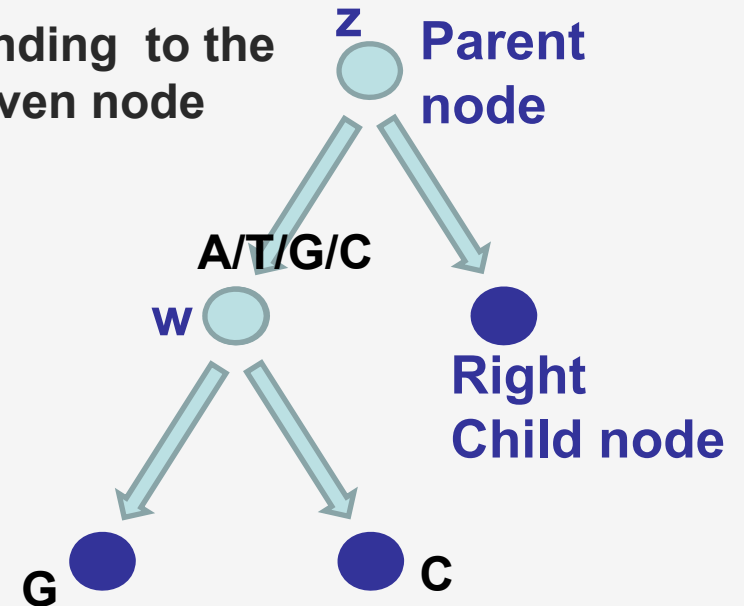 z
Parent
node
nding to the
ven node
A/T/G/C
w
Right
Child node
G
C